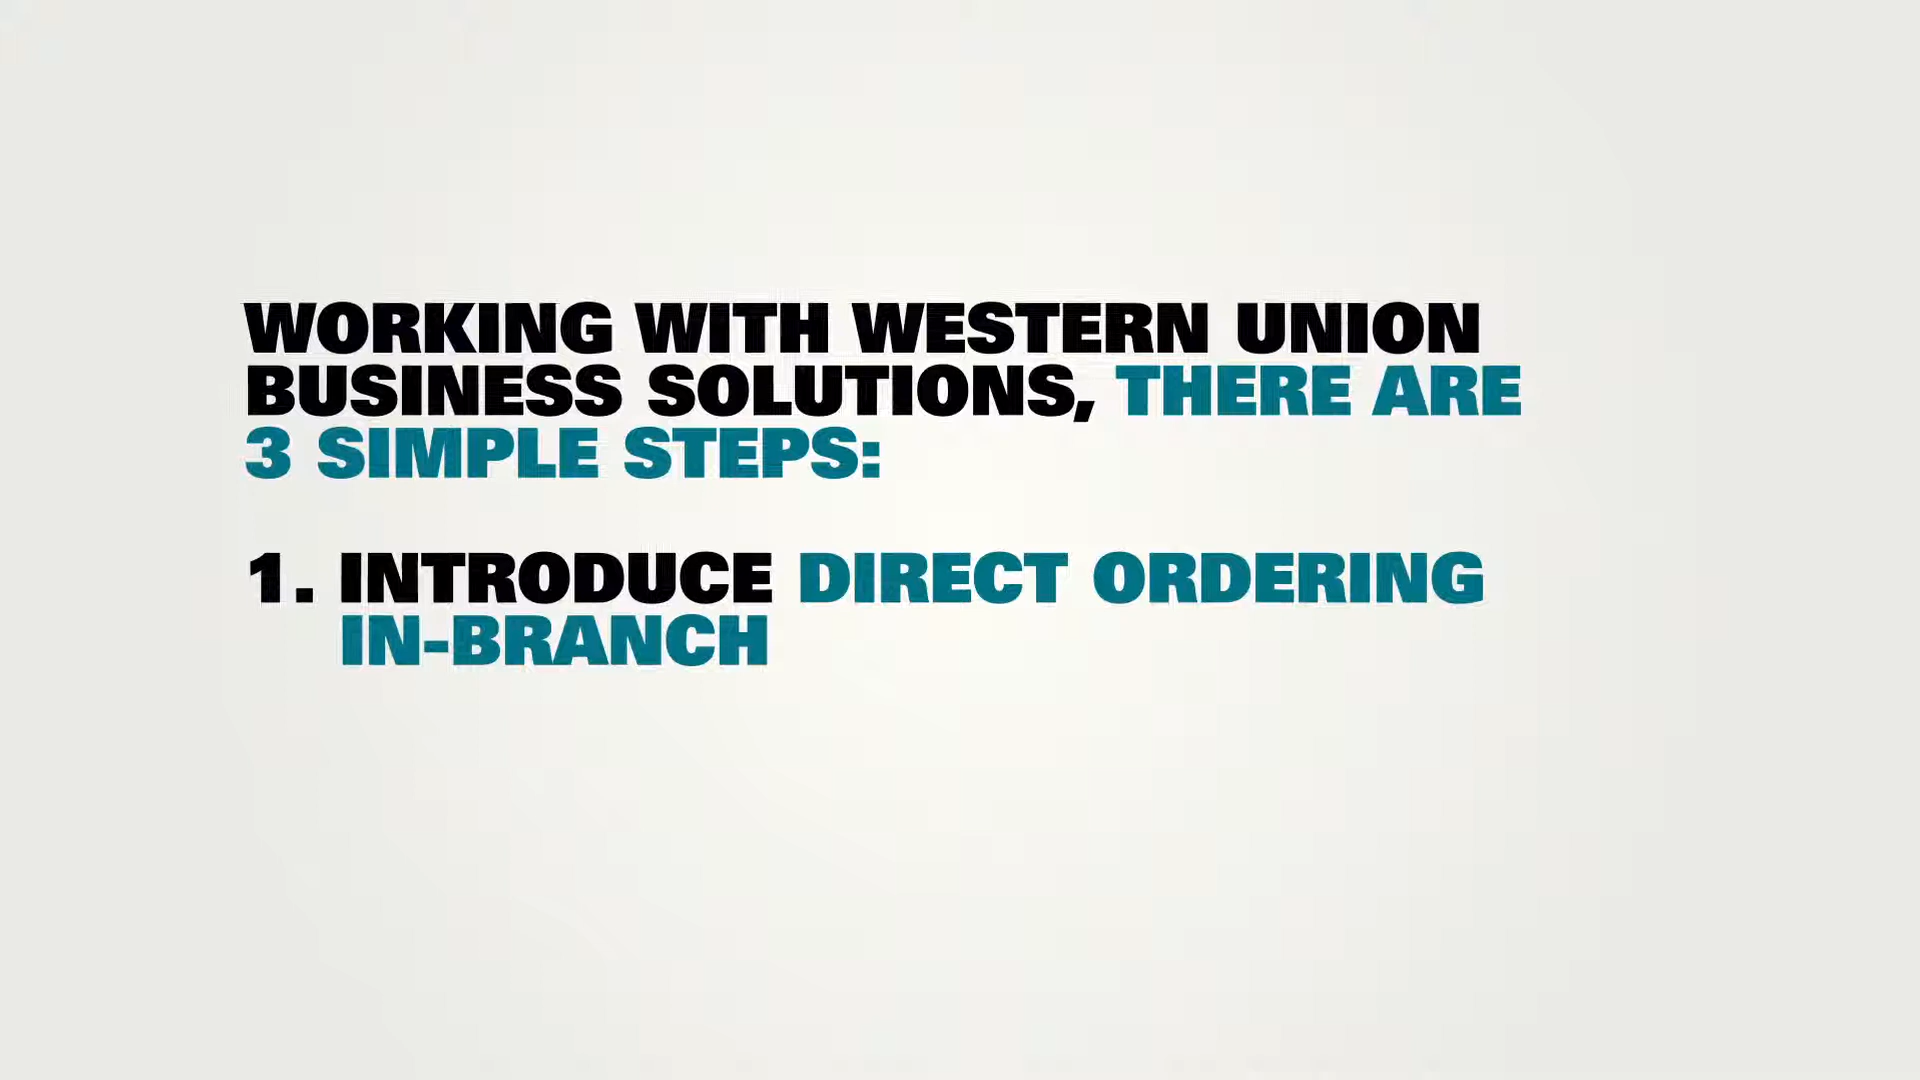 WORKING WITH WESTERN UNION
BUSINESS SOLUTIONS, THERE ARE
3 SIMPLE STEPS:
1. INTRODUCE DIRECT ORDERING
IN-BRANCH